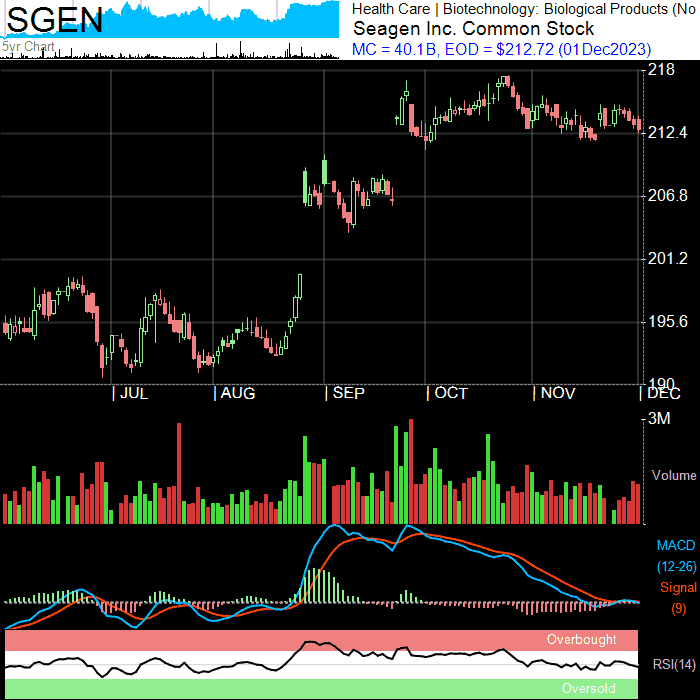 SGEN
5yr Chart
Health Care | Biotechnology: Biological Products (No
Seagen Inc. Common Stock
MC = 40.1B, EOD = $212.72 (01Dec2023)
218
212.4
206.8
201.2
195.6
190
JUL AUG SEP OCT NOV DEC
3M
Volume
MACD
(12-26)
Signal
(9)
Overbought
RSI(14)
Oversold